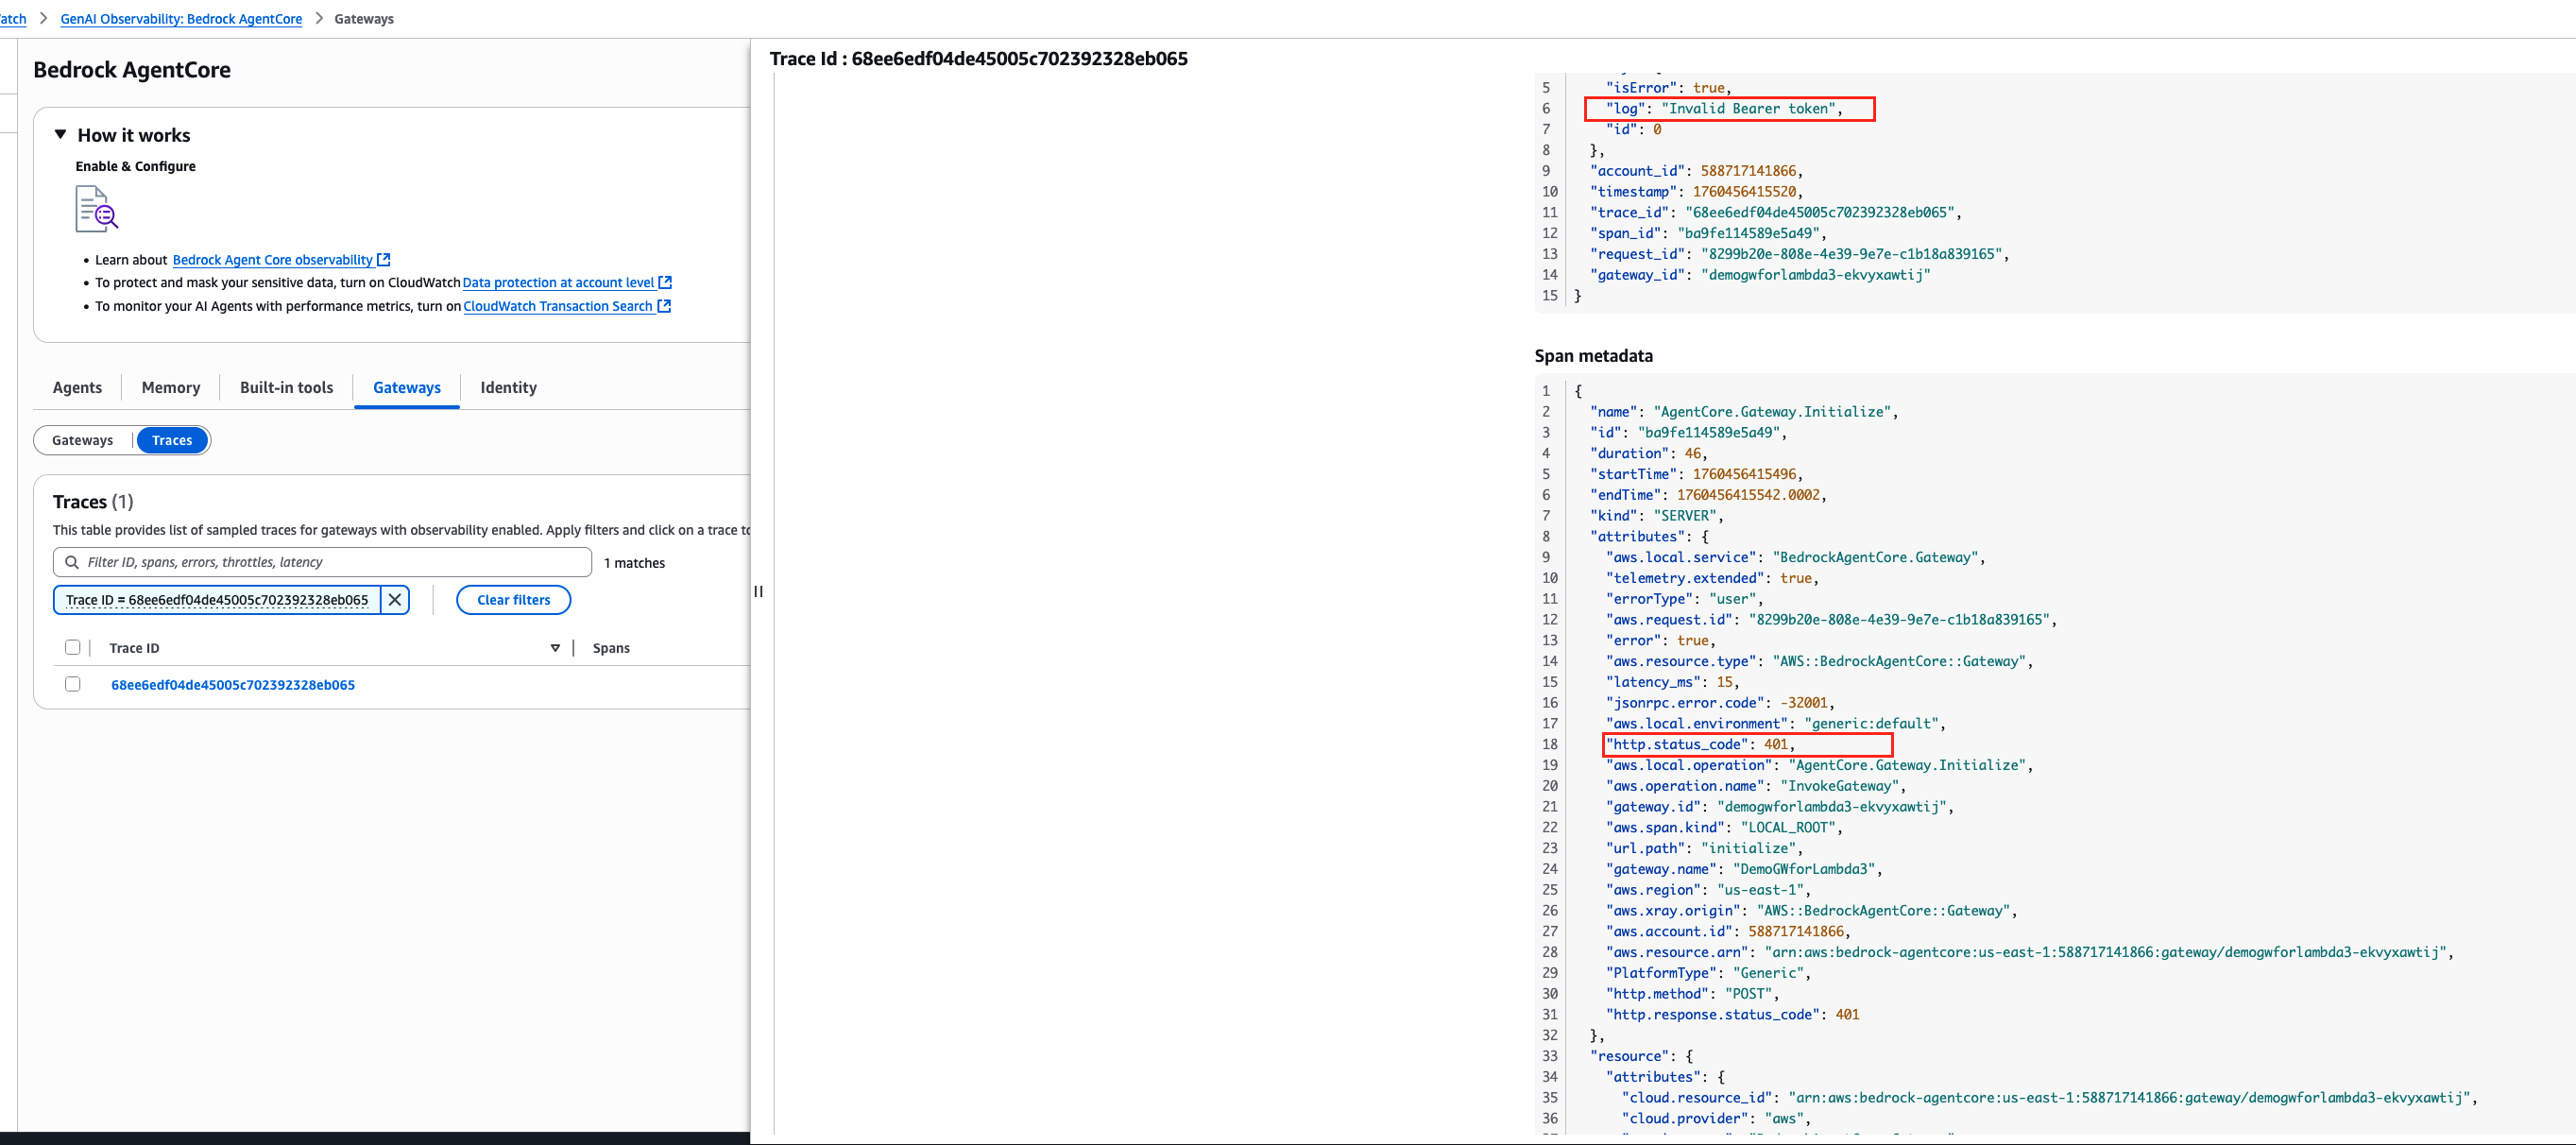 atch > GenAI Observability: Bedrock AgentCore > Gateways
Bedrock AgentCore
How it works
Enable & Configure
Learn about Bedrock Agent Core observability
To protect and mask your sensitive data, turn on CloudWatch Data protection at account level
To monitor your AI Agents with performance metrics, turn on CloudWatch Transaction Search
Agents
Memory
Built-in tools
Gateways
Identity
Gateways
Traces
Traces (1)
This table provides list of sampled traces for gateways with observability enabled. Apply filters and click on a trace to
Filter ID, spans, errors, throttles, latency
1 matches
Trace ID = 68ee6edf04de45005c702392328eb065
Clear filters
Trace ID
Spans
68ee6edf04de45005c702392328eb065
Trace Id : 68ee6edf04de45005c702392328eb065
5 "isError": true,
6 "log": "Invalid Bearer token",
7 "id": 0
8 },
9 "account_id": 588717141866,
10 "timestamp": 1760456415520,
11 "trace_id": "68ee6edf04de45005c702392328eb065",
12 "span_id": "ba9fe114589e5a49",
13 "request_id": "8299b20e-808e-4e39-9e7e-c1b18a839165",
14 "gateway_id": "demogwforlambda3-ekvyxawtij"
15 }
Span metadata
1 {
2 "name": "AgentCore.Gateway.Initialize",
3 "id": "ba9fe114589e5a49",
4 "duration": 46,
5 "startTime": 1760456415496,
6 "endTime": 1760456415542.0002,
7 "kind": "SERVER",
8 "attributes": {
9 "aws.local.service": "BedrockAgentCore.Gateway",
10 "telemetry.extended": true,
11 "errorType": "user",
12 "aws.request.id": "8299b20e-808e-4e39-9e7e-c1b18a839165",
13 "error": true,
14 "aws.resource.type": "AWS::BedrockAgentCore::Gateway",
15 "latency_ms": 15,
16 "jsonrpc.error.code": -32001,
17 "aws.local.environment": "generic:default",
18 "http.status_code": 401,
19 "aws.local.operation": "AgentCore.Gateway.Initialize",
20 "aws.operation.name": "InvokeGateway",
21 "gateway.id": "demogwforlambda3-ekvyxawtij",
22 "aws.span.kind": "LOCAL_ROOT",
23 "url.path": "initialize",
24 "gateway.name": "DemoGWforLambda3",
25 "aws.region": "us-east-1",
26 "aws.xray.origin": "AWS::BedrockAgentCore::Gateway",
27 "aws.account.id": 588717141866,
28 "aws.resource.arn": "arn:aws:bedrock-agentcore:us-east-1:588717141866:gateway/demogwforlambda3-ekvyxawtij",
29 "PlatformType": "Generic",
30 "http.method": "POST",
31 "http.response.status_code": 401
32 },
33 "resource": {
34 "attributes": {
35 "cloud.resource_id": "arn:aws:bedrock-agentcore:us-east-1:588717141866:gateway/demogwforlambda3-ekvyxawtij",
36 "cloud.provider": "aws",